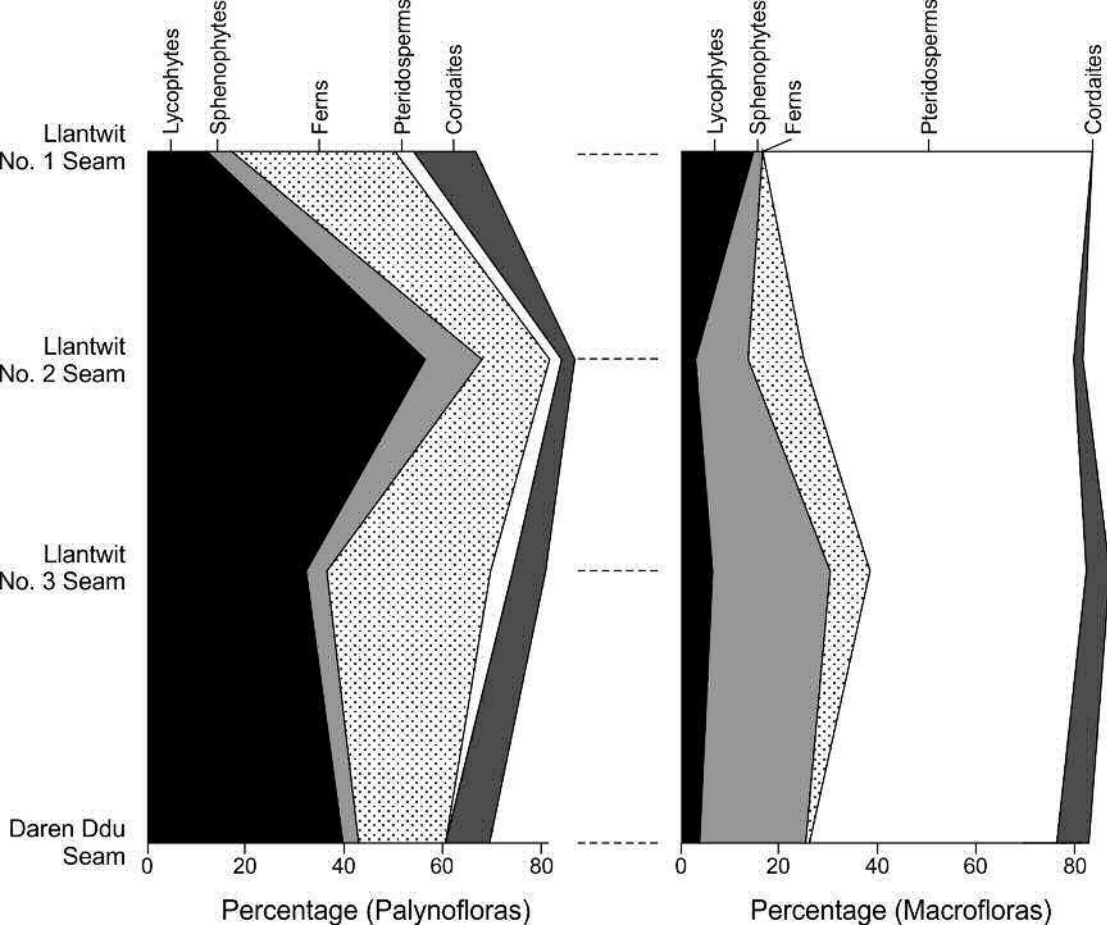 Lycophytes
Sphenophytes
Ferns
Pteridosperms
Cordaites
Lycophytes
Sphenophytes
Ferns
Pteridosperms
Cordaites
Llantwit
No. 1 Seam
Llantwit
No. 2 Seam
Llantwit
No. 3 Seam
Daren Ddu
Seam
0 20 40 60 80
0 20 40 60 80
Percentage (Palynofloras)
Percentage (Macrofloras)